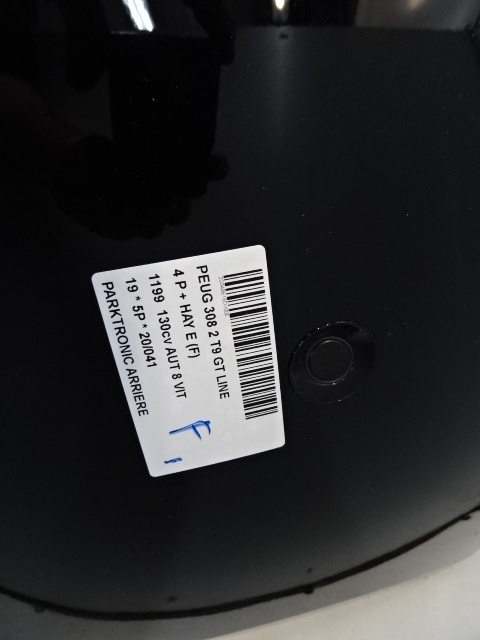 PEUG 308 2 T9 GT LINE
4 P + HAY E (F)
1199 130cv AUT 8 VIT
19 * 5P * 20/041
PARKTRONIC ARRIERE
F